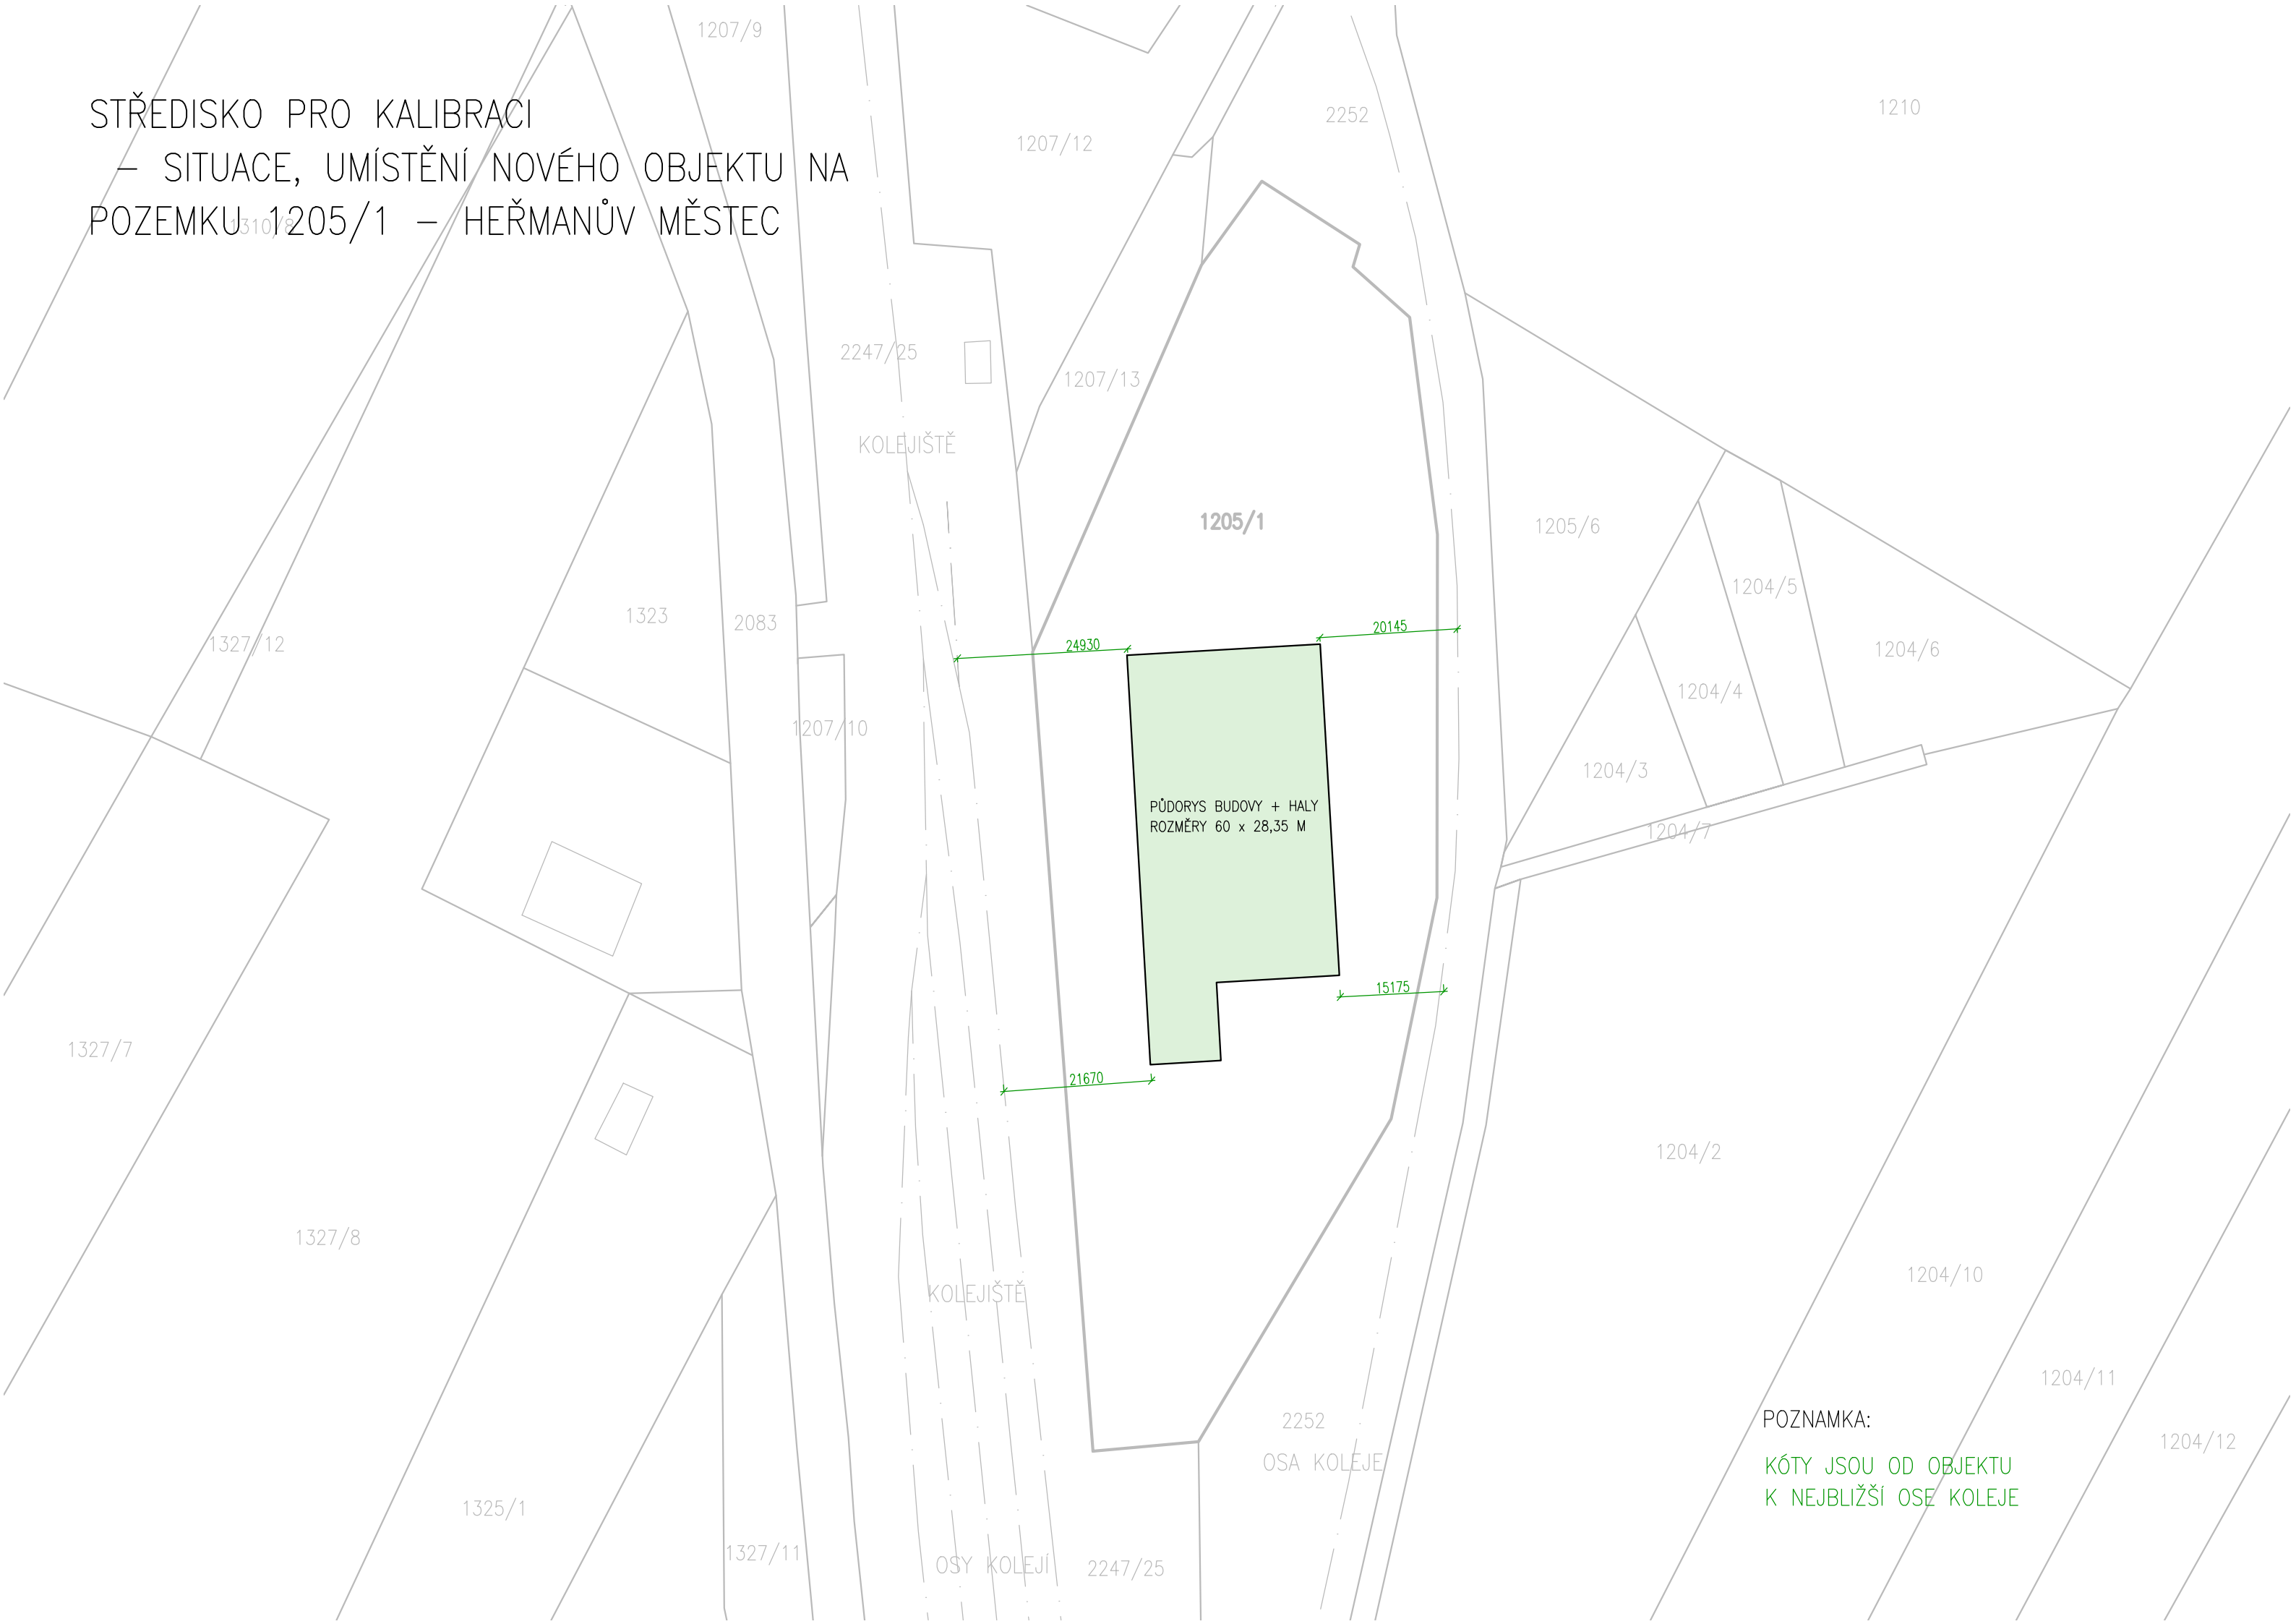 STŘEDISKO PRO KALIBRACI
– SITUACE, UMÍSTĚNÍ NOVÉHO OBJEKTU NA
POZEMKU 1205/1 – HEŘMANŮV MĚSTEC
1207/9
2252
1210
1207/12
1310/8
2247/25
1207/13
KOLEJIŠTĚ
1205/1
1205/6
1204/5
1323
2083
1327/12
24930
20145
1204/6
1204/4
1207/10
1204/3
PŮDORYS BUDOVY + HALY
ROZMĚRY 60 x 28,35 M
1204/7
15175
1327/7
21670
1204/2
1327/8
1204/10
KOLEJIŠTĚ
1204/11
2252
POZNAMKA:
1204/12
OSA KOLEJE
KÓTY JSOU OD OBJEKTU
K NEJBLIŽŠÍ OSE KOLEJE
1325/1
1327/11
OSY KOLEJÍ
2247/25